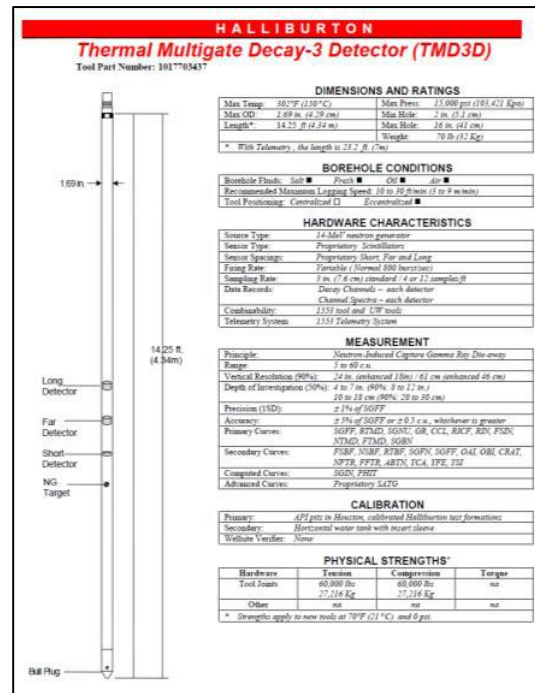 HALLIBURTON
Thermal Multigate Decay-3 Detector (TMD3D)
Tool Part Number: 1017703437
1.69 in.
14.25 ft.
(4.34m)
Long
Detector
Far
Detector
Short
Detector
NG
Target
Bull Plug
DIMENSIONS AND RATINGS
Max Temp: 302°F (150°C) Max Press: 15,000 psi (103,421 Kpa)
Max OD: 1.69 in. (4.29 cm) Min Hole: 2 in. (5.1 cm)
Length*: 14.25 ft (4.34 m) Max Hole: 16 in. (41 cm)
Weight: 70 lb (32 Kg)
* With Telemetry , the length is 23.2 ft. (7m)
BOREHOLE CONDITIONS
Borehole Fluids: Salt ■ Fresh ■ Oil ■ Air ■
Recommended Maximum Logging Speed: 10 to 30 ft/min (3 to 9 m/min)
Tool Positioning: Centralized □ Eccentralized ■
HARDWARE CHARACTERISTICS
Source Type: 14-MeV neutron generator
Sensor Type: Proprietary Scintillators
Sensor Spacings: Proprietary Short, Far and Long
Firing Rate: Variable ( Normal 800 burst/sec)
Sampling Rate: 3 in. (7.6 cm) standard / 4 or 12 samples/ft
Data Records: Decay Channels – each detector
Channel Spectra – each detector
Combinability: 1553 tool and UW tools
Telemetry System: 1553 Telemetry System
MEASUREMENT
Principle: Neutron-Induced Capture Gamma Ray Die-away
Range: 5 to 60 c.u.
Vertical Resolution (90%): 24 in. (enhanced 18in) / 61 cm (enhanced 46 cm)
Depth of Investigation (50%): 4 to 7 in. (90%: 8 to 12 in.)
10 to 18 cm (90%: 20 to 30 cm)
Precision (1SD): ± 1% of SGFF
Accuracy: ± 5% of SGFF or ± 0.5 c.u., whichever is greater
Primary Curves: SGFF, RTMD, SGNU, GR, CCL, RICF, RIN, FSIN,
NTMD, FTMD, SGBN
Secondary Curves: FSBF, NSBF, RTBF, SGFN, SGFF, OAI, OBI, CRAT,
NFTR, FFTR, ABTN, TCA, TFE, TSI
Computed Curves: SGIN, PHIT
Advanced Curves: Proprietary SATG
CALIBRATION
Primary: API pits in Houston, calibrated Halliburton test formations
Secondary: Horizontal water tank with insert sleeve
Wellsite Verifier: None
PHYSICAL STRENGTHS*
Hardware Tension Compression Torque
Tool Joints 60,000 lbs 60,000 lbs na
27,216 Kg 27,216 Kg
Other na na na
* Strengths apply to new tools at 70°F (21°C) and 0 psi.